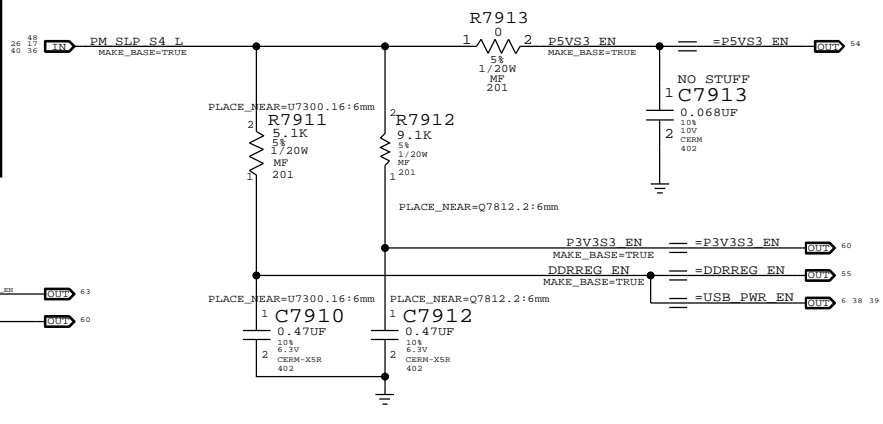 R7913
0
48
26 17
40 36
IN
PM_SLP_S4_L
MAKE_BASE=TRUE
1
2
P5VS3_EN
MAKE_BASE=TRUE
=P5VS3_EN
OUT
54
5%
1/20W
MF
201
NO STUFF
1
C7913
0.068UF
10%
10V
CERM
402
2
PLACE_NEAR=U7300.16:6mm
2
R7911
5.1K
5%
1/20W
MF
201
1
2
R7912
9.1K
5%
1/20W
MF
201
1
PLACE_NEAR=Q7812.2:6mm
P3V3S3_EN
MAKE_BASE=TRUE
=P3V3S3_EN
OUT
60
DDRREG_EN
MAKE_BASE=TRUE
=DDRREG_EN
OUT
55
=USB_PWR_EN
OUT
6 38 39
_EN
OUT
63
OUT
60
PLACE_NEAR=U7300.16:6mm
PLACE_NEAR=Q7812.2:6mm
1
C7910
0.47UF
10%
6.3V
CERM-X5R
402
2
1
C7912
0.47UF
10%
6.3V
CERM-X5R
402
2